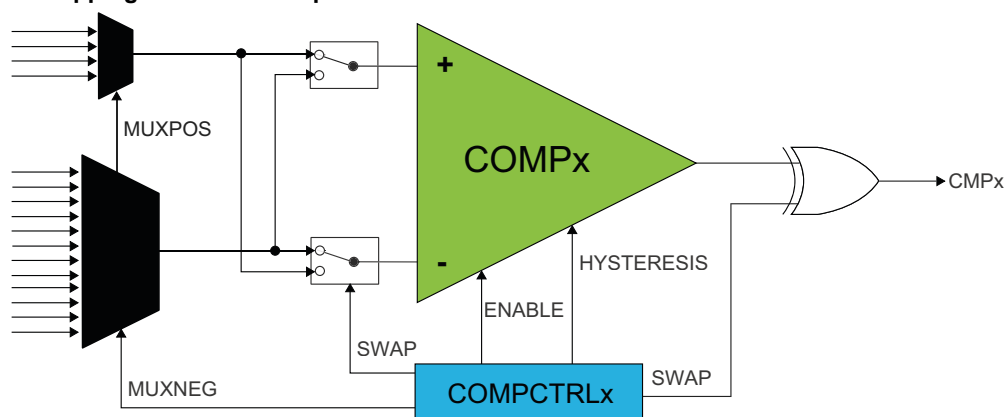 +
MUXPOS
COMPx
CMPx
-
HYSTERESIS
ENABLE
SWAP
SWAP
MUXNEG
COMPCTRLx